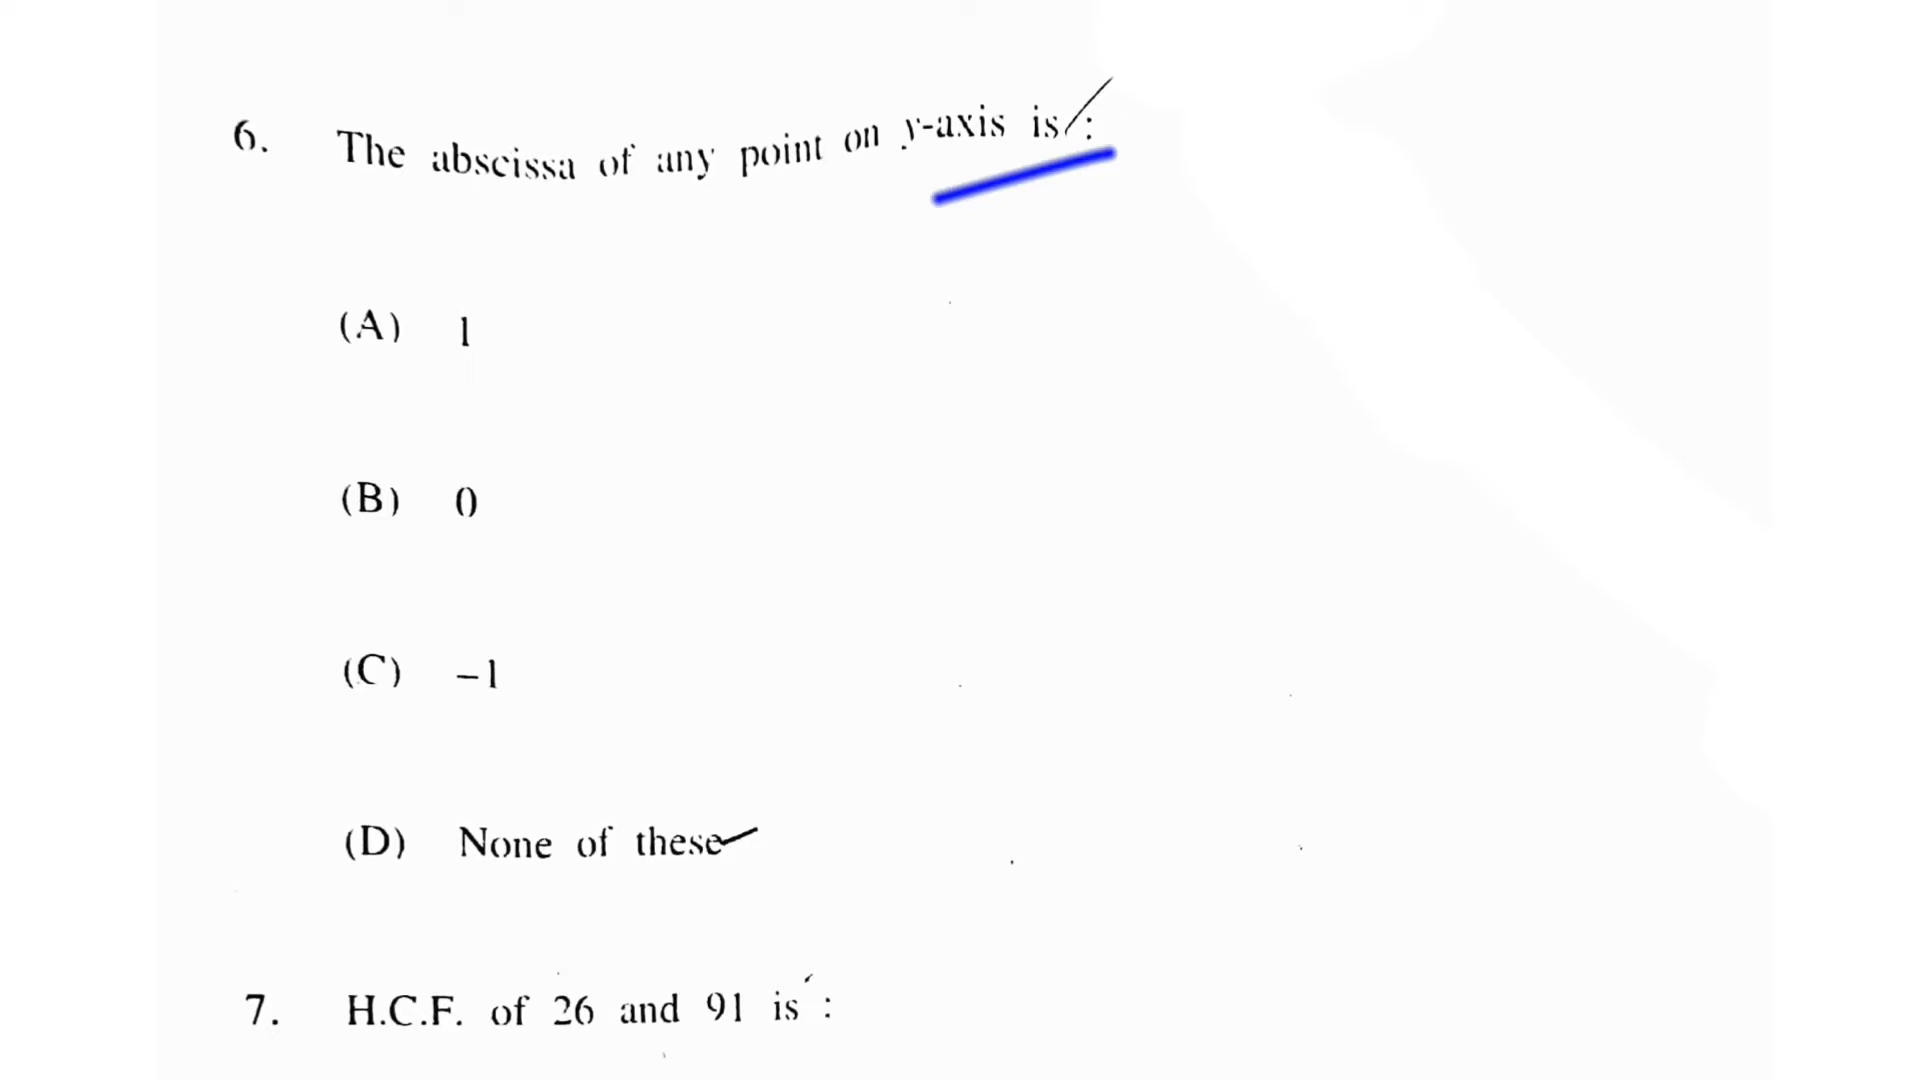 6. The abscissa of any point on y-axis is :
(A) 1
(B) 0
(C) –1
(D) None of these
7. H.C.F. of 26 and 91 is :